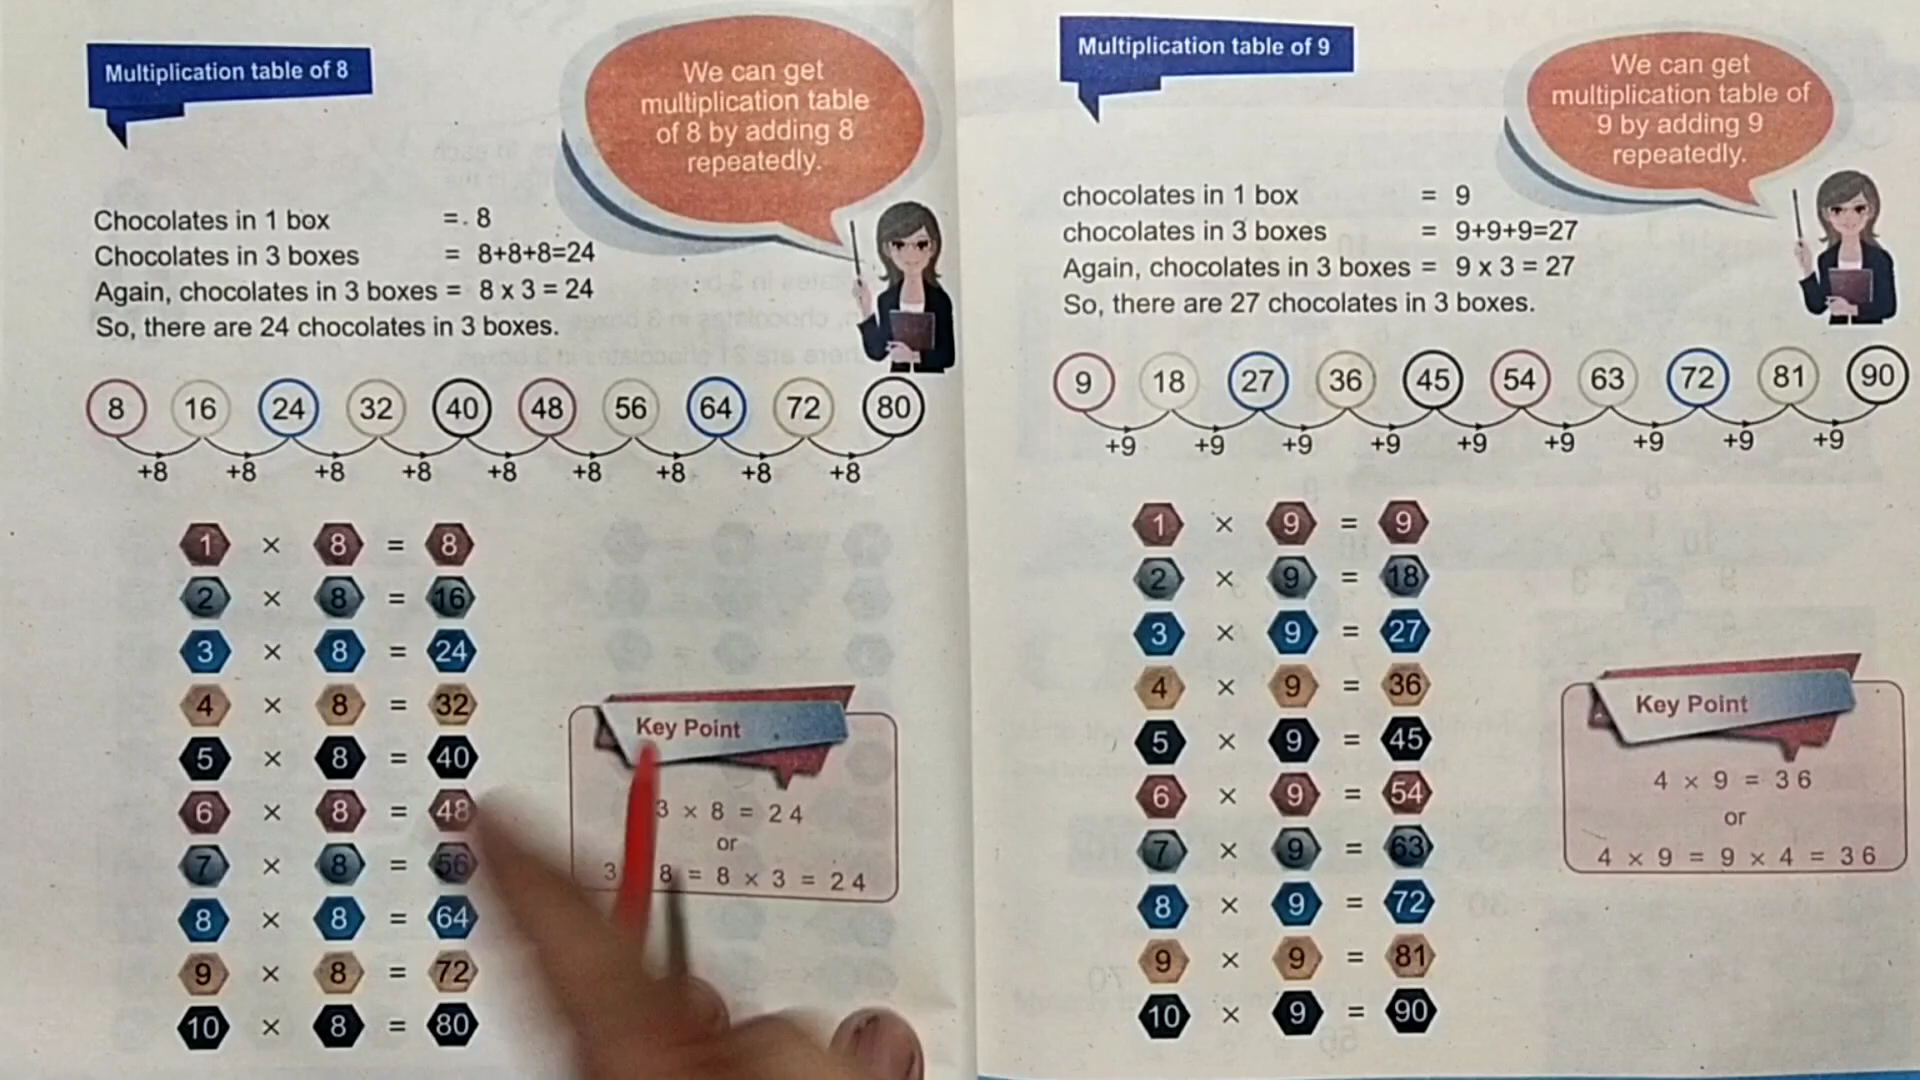 Multiplication table of 8
We can get
multiplication table
of 8 by adding 8
repeatedly.
Chocolates in 1 box = 8
Chocolates in 3 boxes = 8+8+8=24
Again, chocolates in 3 boxes = 8 x 3 = 24
So, there are 24 chocolates in 3 boxes.
8 16 24 32 40 48 56 64 72 80
+8 +8 +8 +8 +8 +8 +8 +8 +8
1 × 8 = 8
2 × 8 = 16
3 × 8 = 24
4 × 8 = 32
5 × 8 = 40
6 × 8 = 48
7 × 8 = 56
8 × 8 = 64
9 × 8 = 72
10 × 8 = 80
Key Point
3 × 8 = 24
or
3 8 = 8 × 3 = 24
Multiplication table of 9
We can get
multiplication table of
9 by adding 9
repeatedly.
chocolates in 1 box = 9
chocolates in 3 boxes = 9+9+9=27
Again, chocolates in 3 boxes = 9 x 3 = 27
So, there are 27 chocolates in 3 boxes.
9 18 27 36 45 54 63 72 81 90
+9 +9 +9 +9 +9 +9 +9 +9 +9
1 × 9 = 9
2 × 9 = 18
3 × 9 = 27
4 × 9 = 36
5 × 9 = 45
6 × 9 = 54
7 × 9 = 63
8 × 9 = 72
9 × 9 = 81
10 × 9 = 90
Key Point
4 × 9 = 36
or
4 × 9 = 9 × 4 = 36